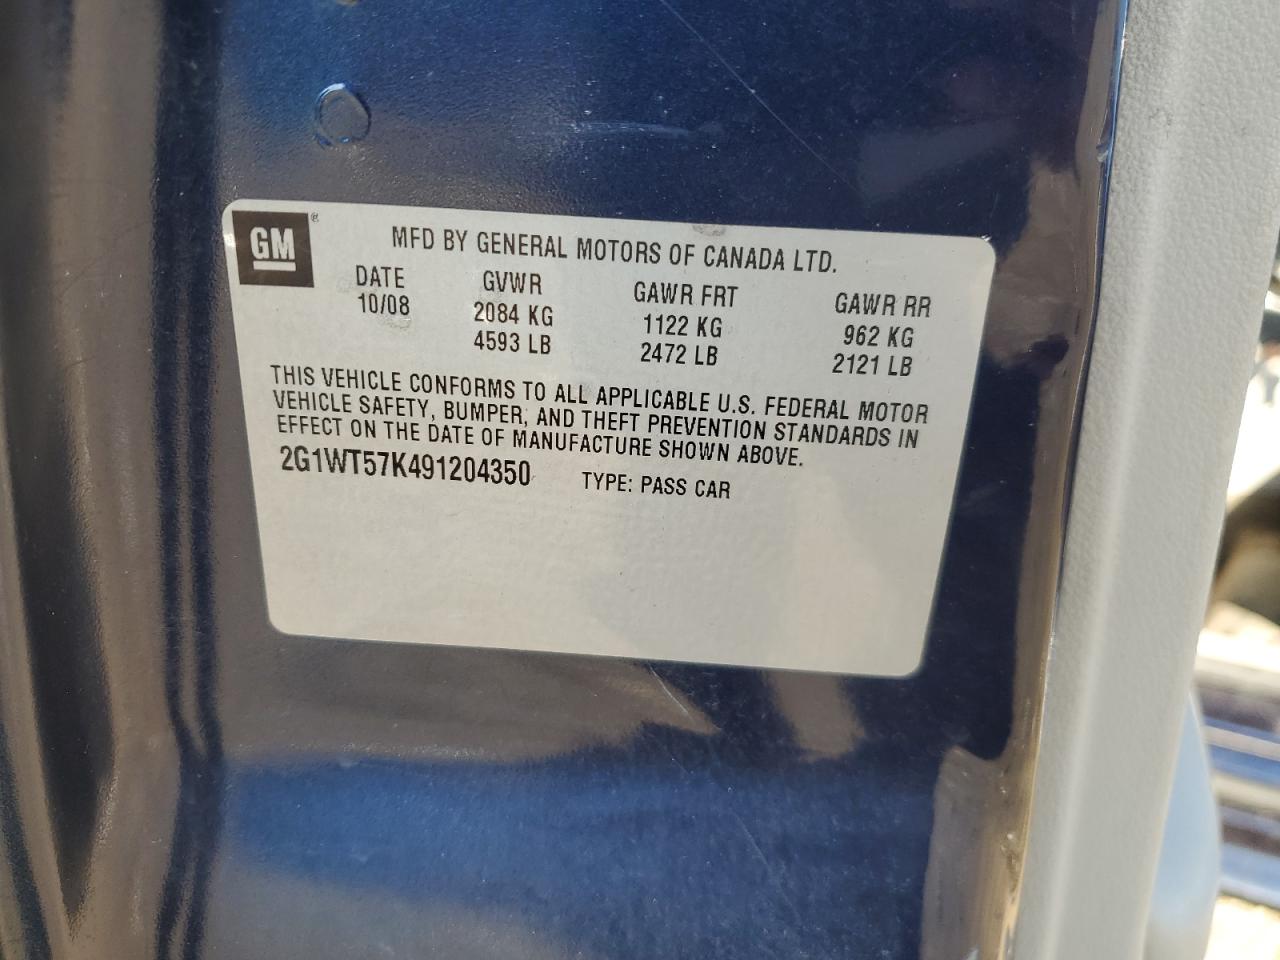 GM ® MFD BY GENERAL MOTORS OF CANADA LTD.
DATE GVWR GAWR FRT GAWR RR
10/08 2084 KG 1122 KG 962 KG
4593 LB 2472 LB 2121 LB
THIS VEHICLE CONFORMS TO ALL APPLICABLE U.S. FEDERAL MOTOR
VEHICLE SAFETY, BUMPER, AND THEFT PREVENTION STANDARDS IN
EFFECT ON THE DATE OF MANUFACTURE SHOWN ABOVE.
2G1WT57K491204350 TYPE: PASS CAR